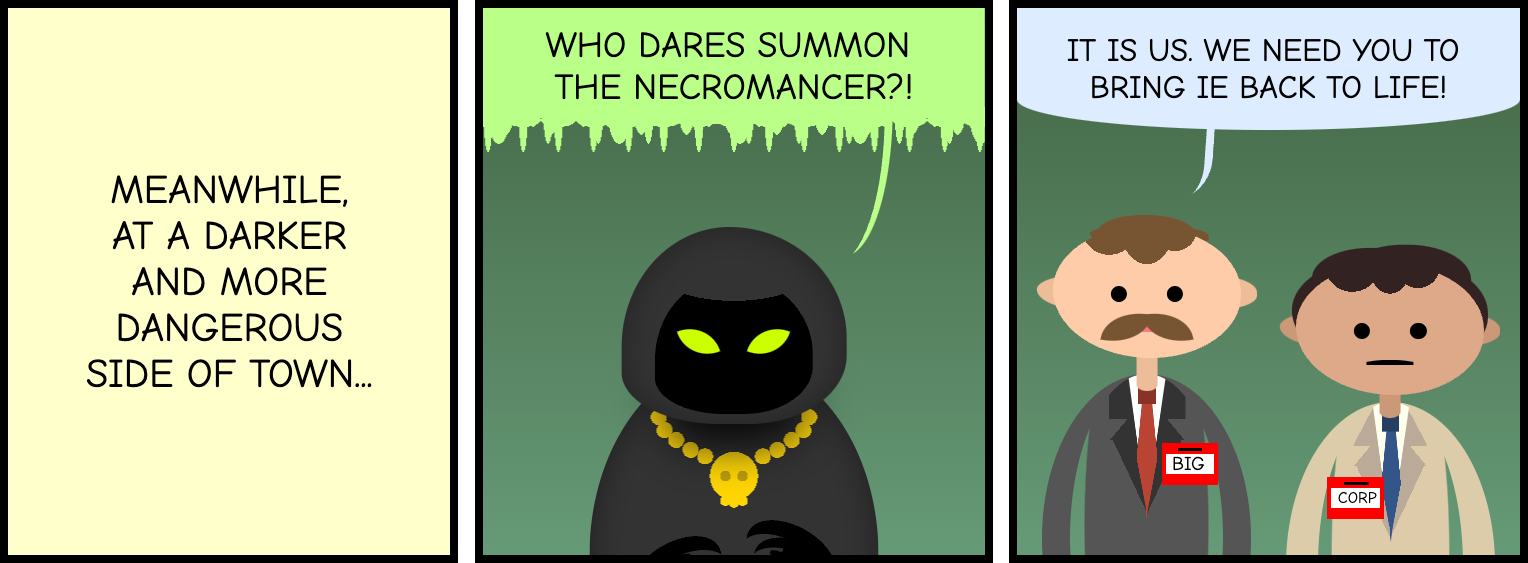 MEANWHILE,
AT A DARKER
AND MORE
DANGEROUS
SIDE OF TOWN...
WHO DARES SUMMON
THE NECROMANCER?!
IT IS US. WE NEED YOU TO
BRING IE BACK TO LIFE!
BIG
CORP